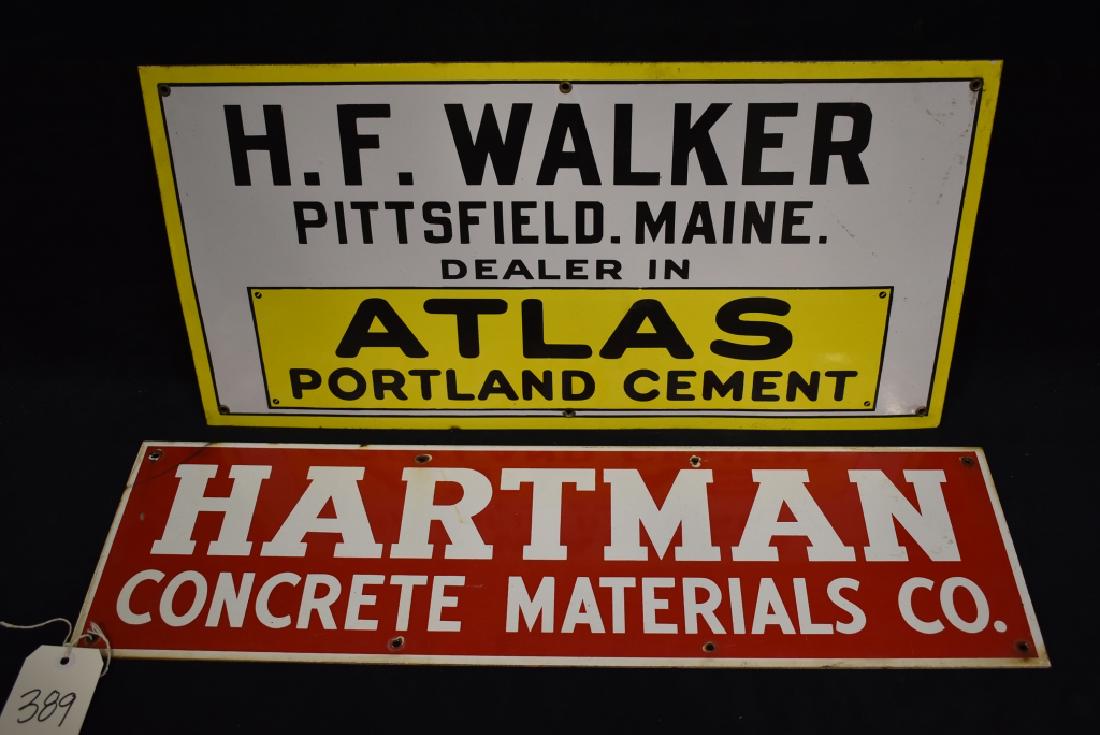 H.F. WALKER
PITTSFIELD. MAINE.
DEALER IN
ATLAS
PORTLAND CEMENT
HARTMAN
CONCRETE MATERIALS CO.
389